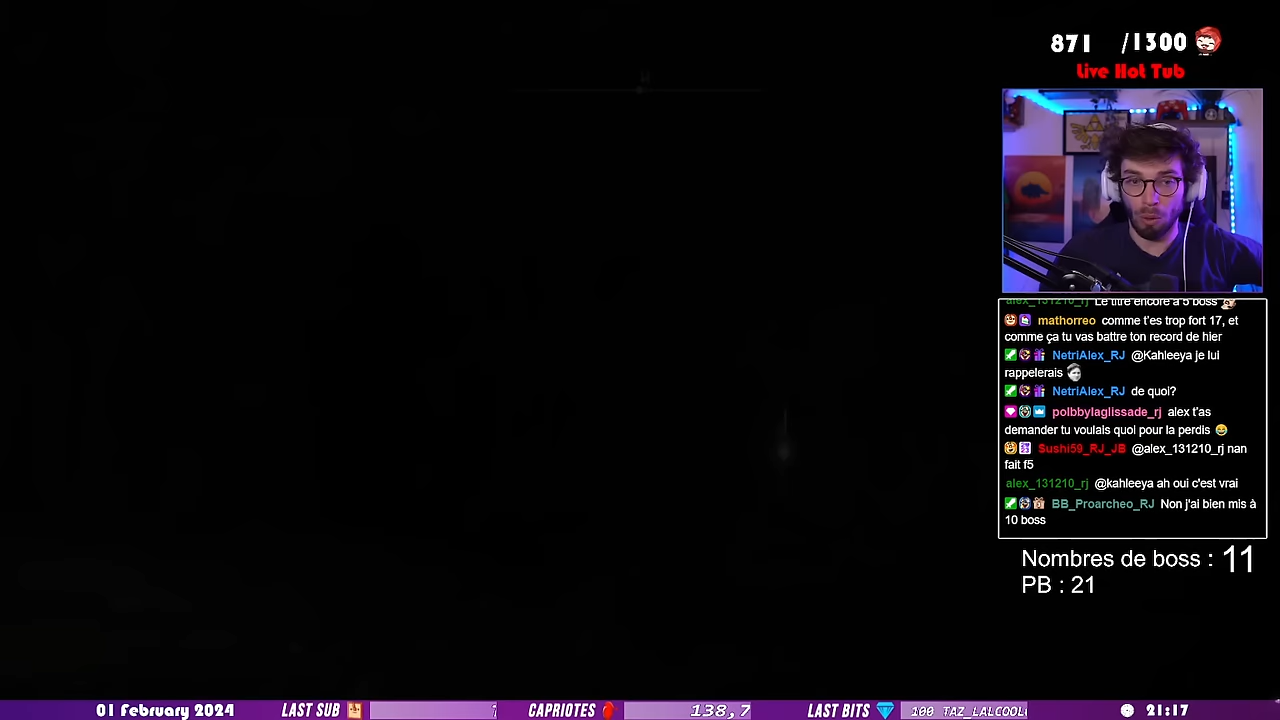 871 /1300
Live Hot Tub
alex_131210_rj Le titre encore à 5 boss
mathorreo comme t'es trop fort 17, et
comme ça tu vas battre ton record de hier
NetriAlex_RJ @Kahleeya je lui
rappelerais
NetriAlex_RJ de quoi?
polbbylaglissade_rj alex t'as
demander tu voulais quoi pour la perdis
Sushi59_RJ_JB @alex_131210_rj nan
fait f5
alex_131210_rj @kahleeya ah oui c'est vrai
BB_Proarcheo_RJ Non j'ai bien mis à
10 boss
Nombres de boss : 11
PB : 21
01 February 2024 LAST SUB CAPRIOTES 138,7 LAST BITS 100 TAZ_LALCOOL 21:17